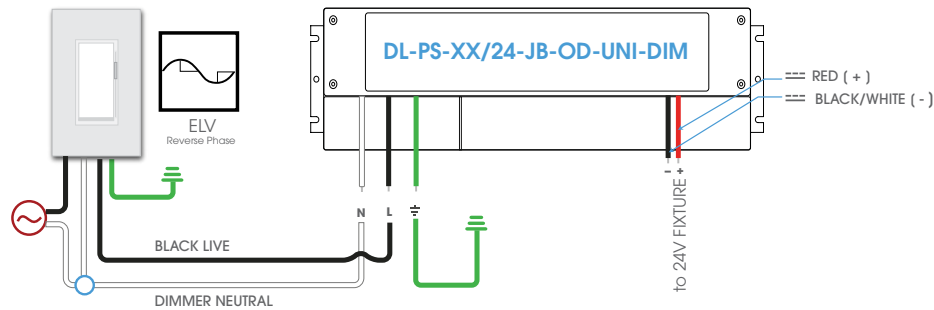 DL-PS-XX/24-JB-OD-UNI-DIM
RED ( + )
BLACK/WHITE ( - )
ELV
Reverse Phase
- +
N L
to 24V FIXTURE
BLACK LIVE
DIMMER NEUTRAL